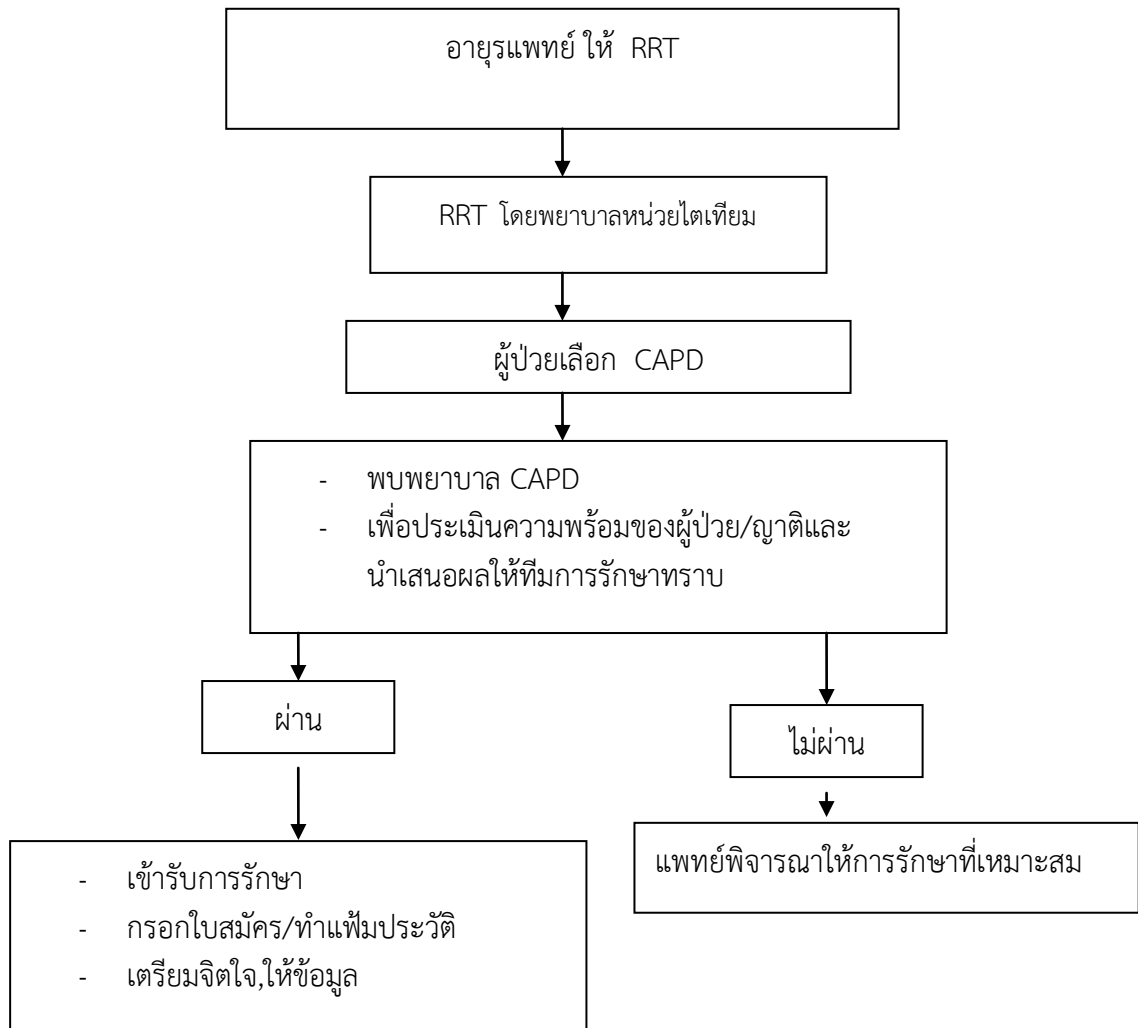 อายุรแพทย์ ให้ RRT
RRT โดยพยาบาลหน่วยไตเทียม
ผู้ป่วยเลือก CAPD
- พบพยาบาล CAPD
- เพื่อประเมินความพร้อมของผู้ป่วย/ญาติและ
นำเสนอผลให้ทีมการรักษาทราบ
ผ่าน
ไม่ผ่าน
- เข้ารับการรักษา
- กรอกใบสมัคร/ทำแฟ้มประวัติ
- เตรียมจิตใจ,ให้ข้อมูล
แพทย์พิจารณาให้การรักษาที่เหมาะสม